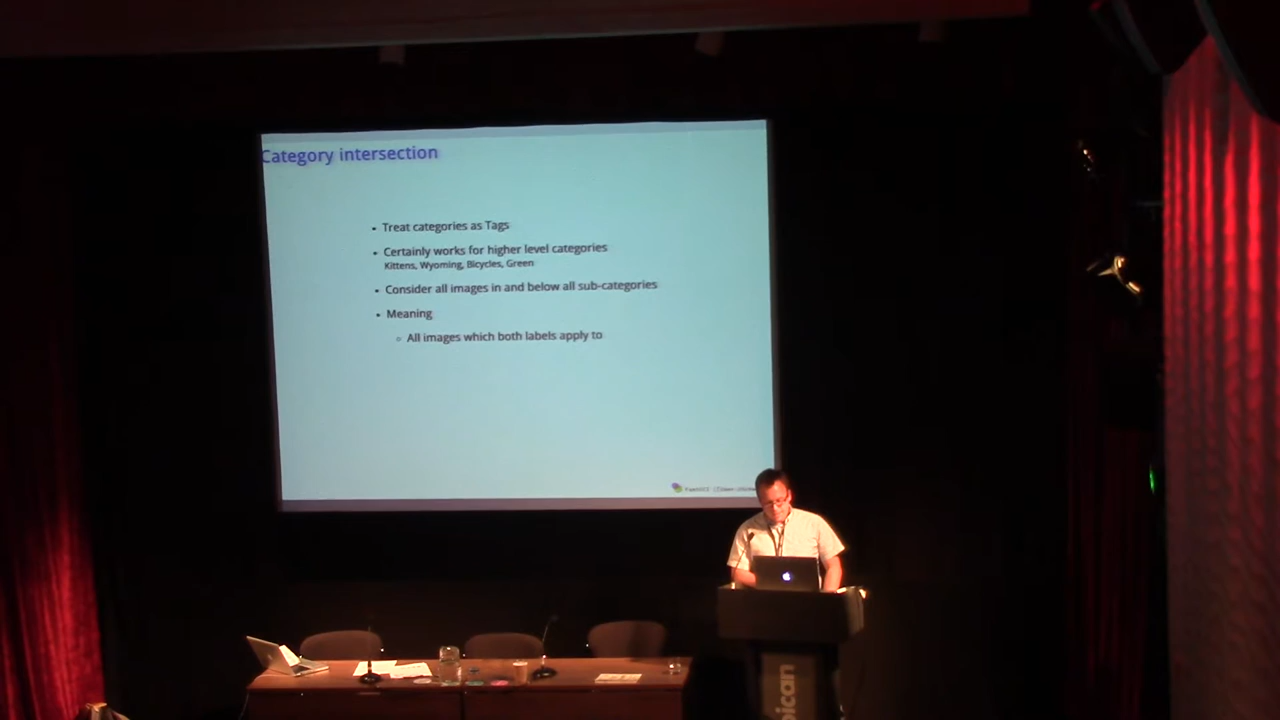 Category intersection
• Treat categories as Tags
• Certainly works for higher level categories
Kittens, Wyoming, Bicycles, Green
• Consider all images in and below all sub-categories
• Meaning
○ All images which both labels apply to
bican